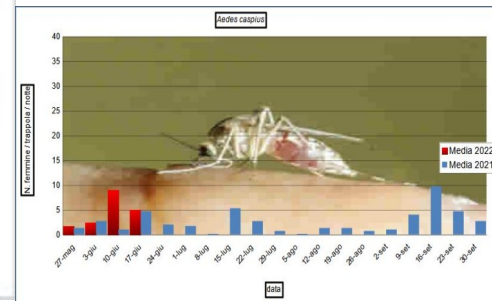 Aedes caspius
N. femmine / trappola / notte
40
35
30
25
20
15
10
5
0
Media 2022
Media 2021
27-mag
3-giu
10-giu
17-giu
24-giu
1-lug
8-lug
15-lug
22-lug
29-lug
5-ago
12-ago
19-ago
26-ago
2-set
9-set
16-set
23-set
30-set
data